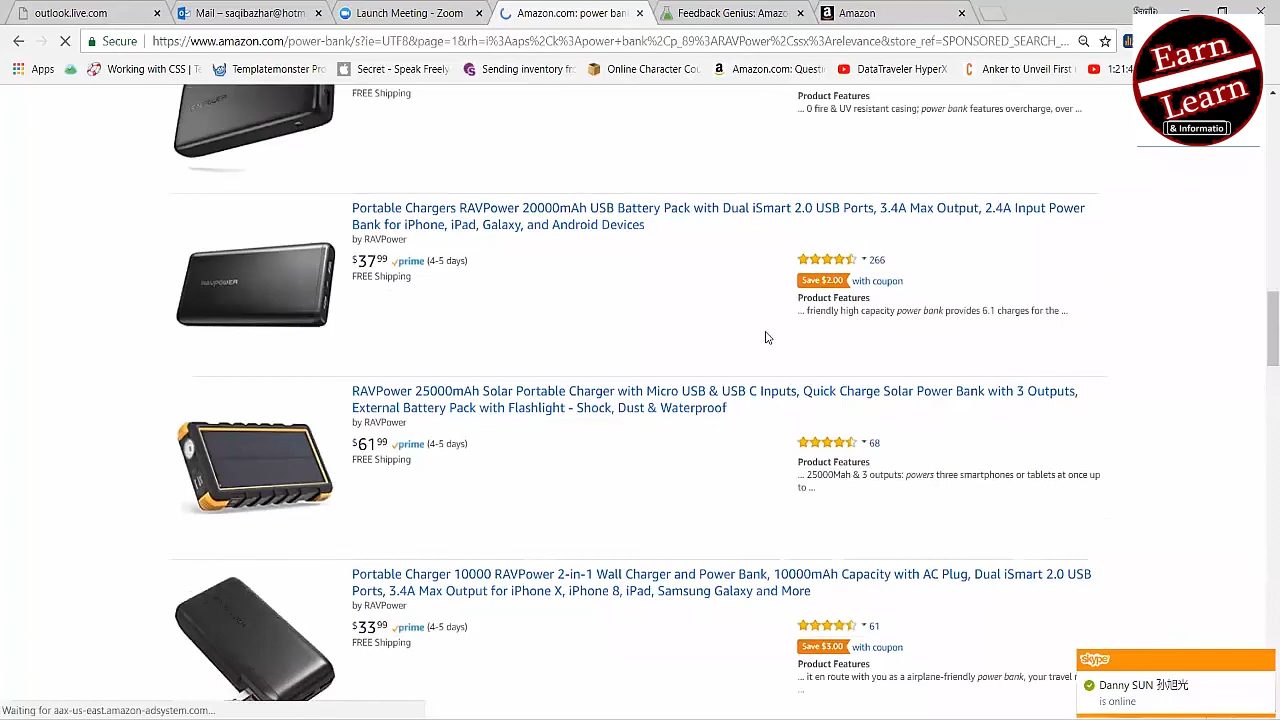 outlook.live.com
Mail – saqibazhar@hotm
Launch Meeting - Zoom
Amazon.com: power ban
Feedback Genius: Amazo
Amazon
Secure
https://www.amazon.com/power-bank/s?ie=UTF8&page=1&rh=
%2Ck%3Apower+bank%2Cp_89%3ARAVPower%2Cssx%3Arelevance&store_ref=SPONSORED_SEARCH_...
Apps
Working with CSS | Te
Templatemonster Pro
Secret - Speak Freely
inventory fr
Online Character Cou
Amazon.com: Questi
DataTraveler HyperX
Anker to Unveil First
1:21:4
Earn
Learn
& Informatio
FREE Shipping
Product Features
... 0 fire & UV resistant casing; power bank features overcharge, over ...
Portable Chargers RAVPower 20000mAh USB Battery Pack with Dual iSmart 2.0 USB Ports, 3.4A Max Output, 2.4A Input Power
Bank for iPhone, iPad, Galaxy, and Android Devices
by RAVPower
$37 99 prime (4-5 days)
FREE Shipping
266
Save $2.00 with coupon
Product Features
... friendly high capacity power bank provides 6.1 charges for the ...
RAVPOWER
RAVPower 25000mAh Solar Portable Charger with Micro USB & USB C Inputs, Quick Charge Solar Power Bank with 3 Outputs,
External Battery Pack with Flashlight - Shock, Dust & Waterproof
by RAVPower
$61 99 prime (4-5 days)
FREE Shipping
68
Product Features
... 25000Mah & 3 outputs: powers three smartphones or tablets at once up
to ...
Portable Charger 10000 RAVPower 2-in-1 Wall Charger and Power Bank, 10000mAh Capacity with AC Plug, Dual iSmart 2.0 USB
Ports, 3.4A Max Output for iPhone X, iPhone 8, iPad, Samsung Galaxy and More
by RAVPower
$33 99 prime (4-5 days)
FREE Shipping
61
Save $3.00 with coupon
Product Features
... it en route with you as a airplane-friendly power bank, your travel
...
skype
Danny SUN
is online
Waiting for aax-us-east.amazon-adsystem.com...